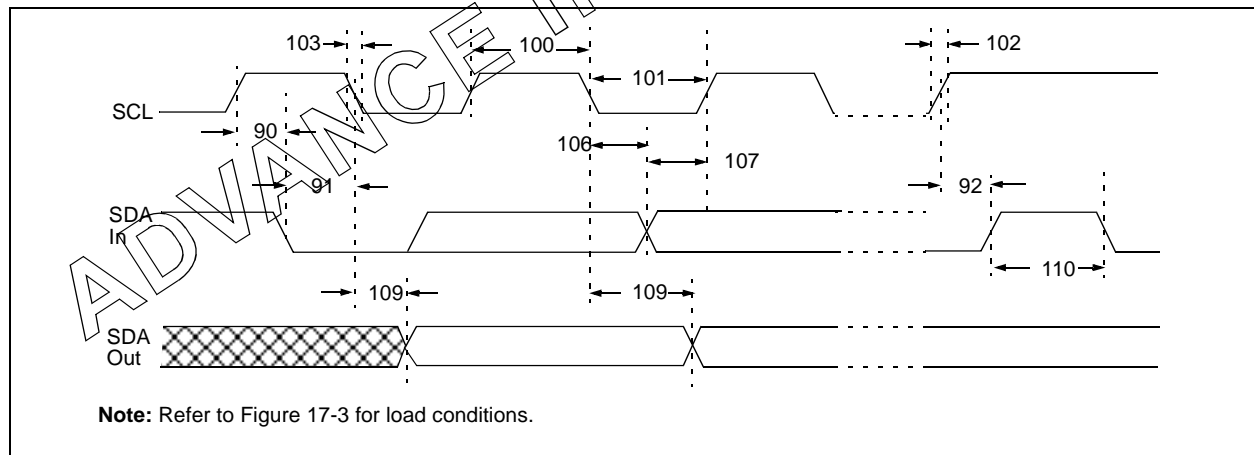 ADVANCE
103
100
102
101
SCL
90
106
107
91
92
SDA
In
110
109
109
SDA
Out
Note: Refer to Figure 17-3 for load conditions.